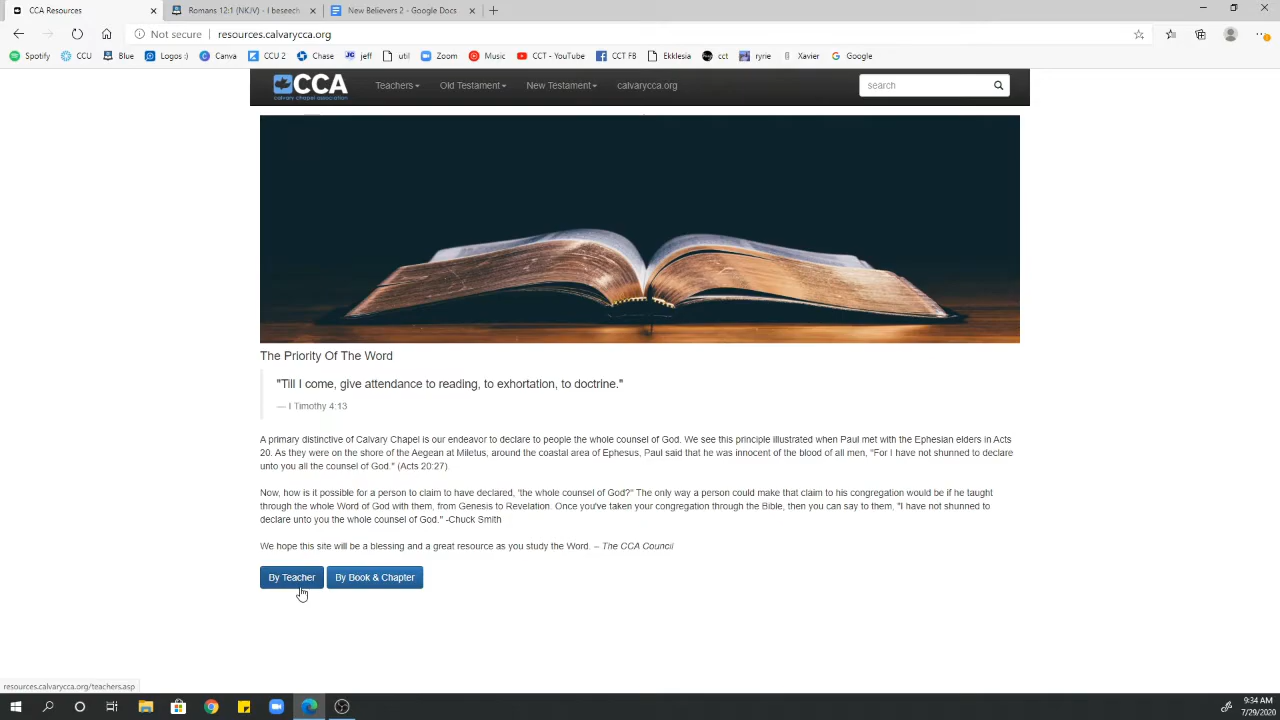 CCA Resources
Romans 12:1 (NKJV) - I beseech
New Believers 2 - Google Docs
Not secure
resources.calvarycca.org
Spotify
CCU
Home
Blue
Logos :)
Canva
CCU 2
Chase
jeff
util
Zoom
Music
CCT - YouTube
CCT FB
Ekklesia
cct
ryne
Xavier
Google
CCA
calvary chapel association
Teachers
Old Testament
New Testament
calvarycca.org
search
The Priority Of The Word
"Till I come, give attendance to reading, to exhortation, to doctrine."
— I Timothy 4:13
A primary distinctive of Calvary Chapel is our endeavor to declare to people the whole counsel of God. We see this principle illustrated when Paul met with the Ephesian elders in Acts
20. As they were on the shore of the Aegean at Miletus, around the coastal area of Ephesus, Paul said that he was innocent of the blood of all men, "For I have not shunned to declare
unto you all the counsel of God." (Acts 20:27).
Now, how is it possible for a person to claim to have declared, 'the whole counsel of God?" The only way a person could make that claim to his congregation would be if he taught
through the whole Word of God with them, from Genesis to Revelation. Once you've taken your congregation through the Bible, then you can say to them, "I have not shunned to
declare unto you the whole counsel of God." -Chuck Smith
We hope this site will be a blessing and a great resource as you study the Word. – The CCA Council
By Teacher
By Book & Chapter
resources.calvarycca.org/teachers.asp
9:34 AM
7/29/2020